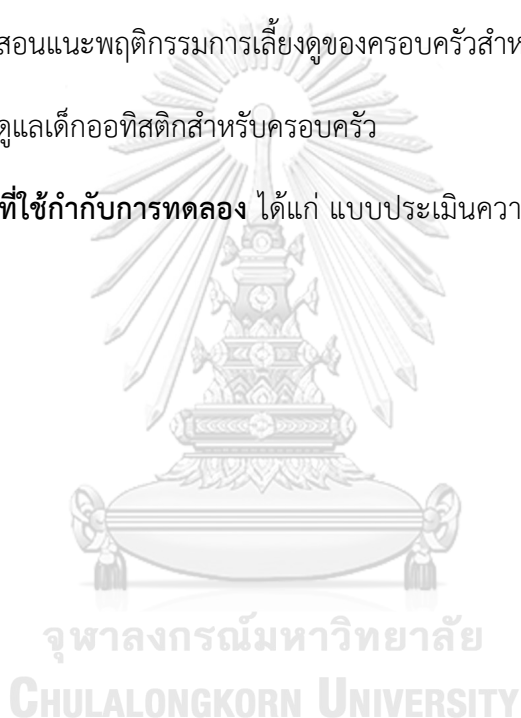 สอนแนะพฤติกรรมการเลี้ยงดูของครอบครัวสำห
ดูแลเด็กออทิสติกสำหรับครอบครัว
ที่ใช้กำกับการทดลอง ได้แก่ แบบประเมินควา
จุฬาลงกรณ์มหาวิทยาลัย
CHULALONGKORN UNIVERSITY